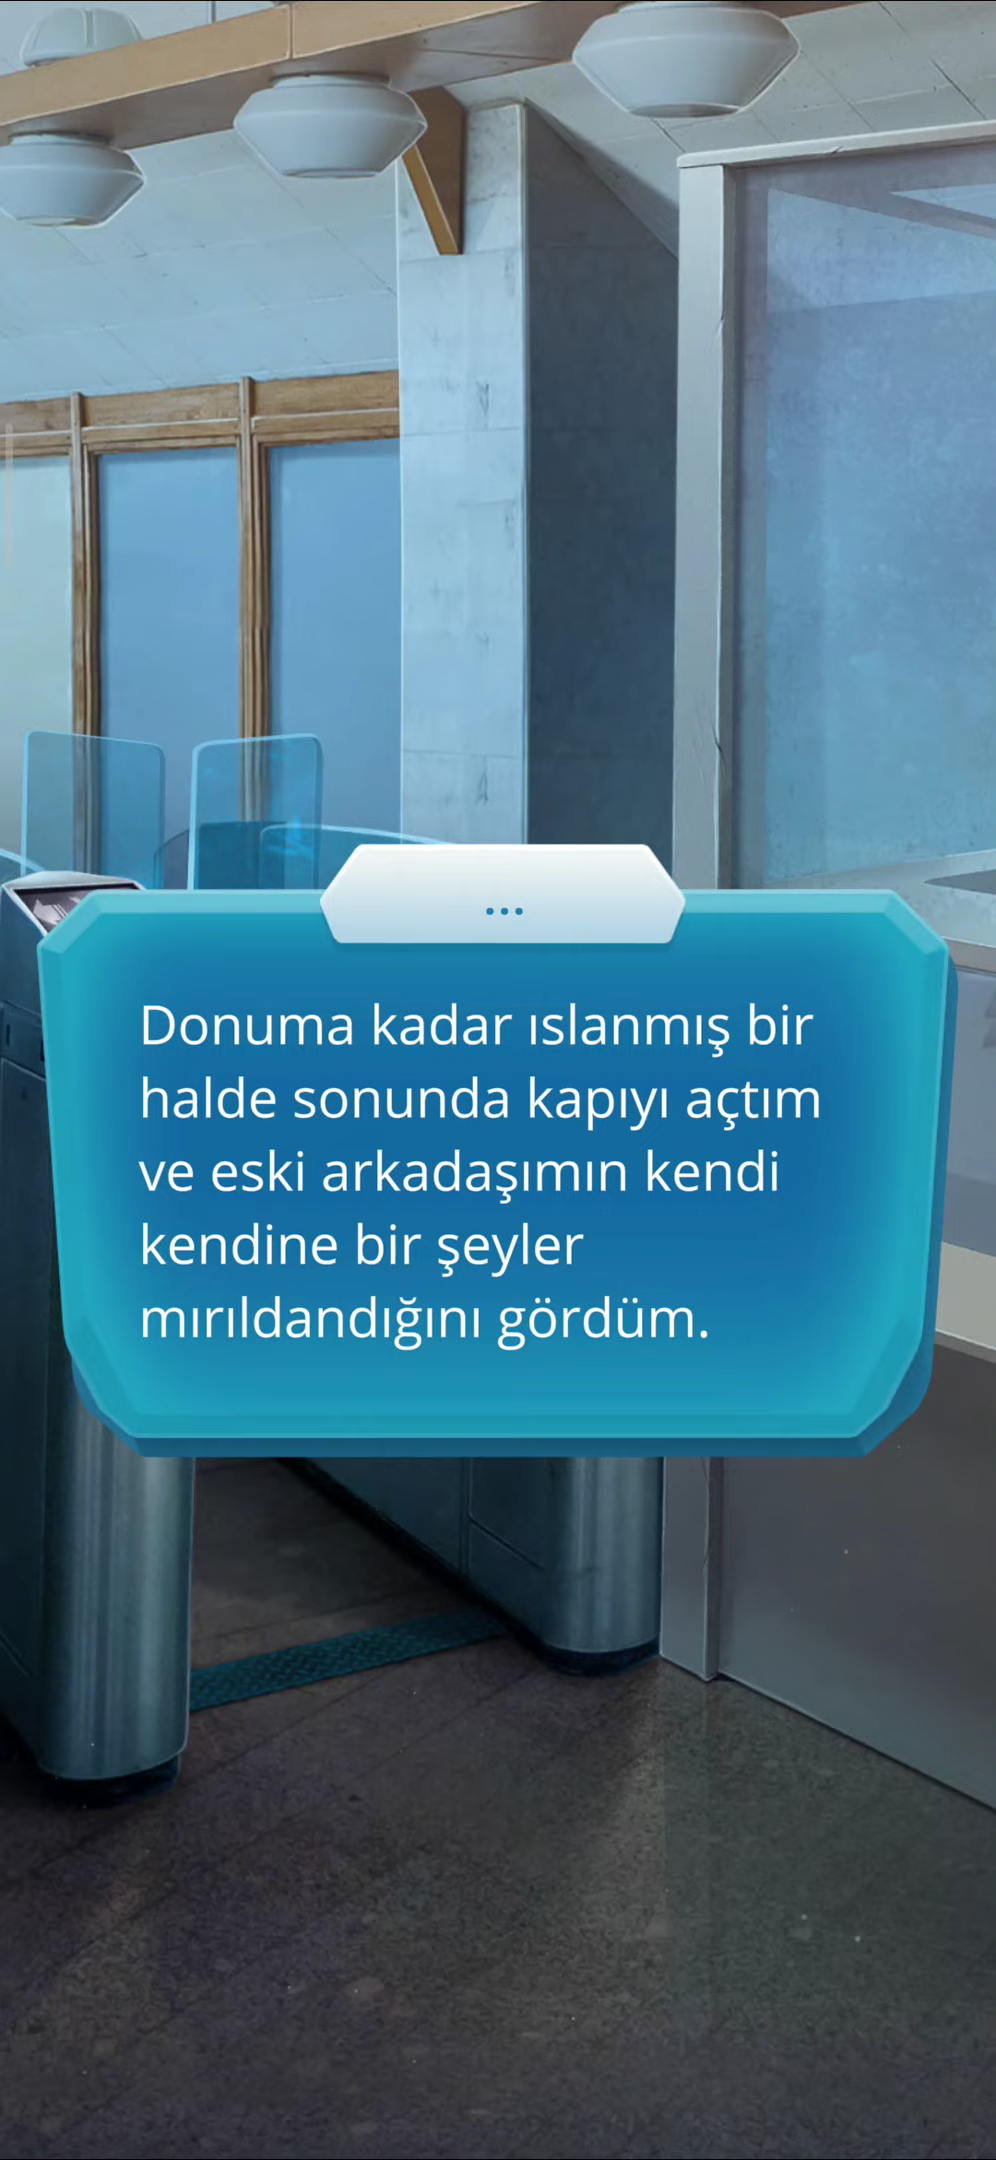 ...
Donuma kadar ıslanmış bir
halde sonunda kapıyı açtım
ve eski arkadaşımın kendi
kendine bir şeyler
mırıldandığını gördüm.